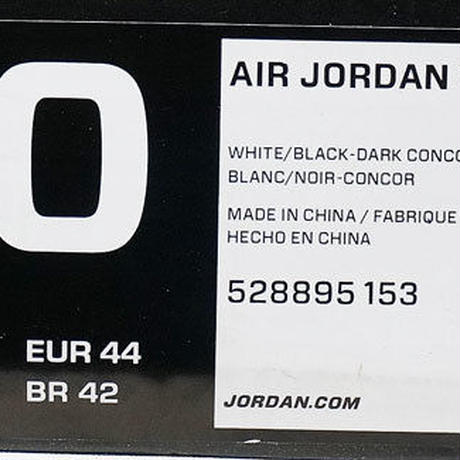 0
EUR 44
BR 42
AIR JORDAN
WHITE/BLACK-DARK CONCO
BLANC/NOIR-CONCOR
MADE IN CHINA / FABRIQUE
HECHO EN CHINA
528895 153
JORDAN.COM